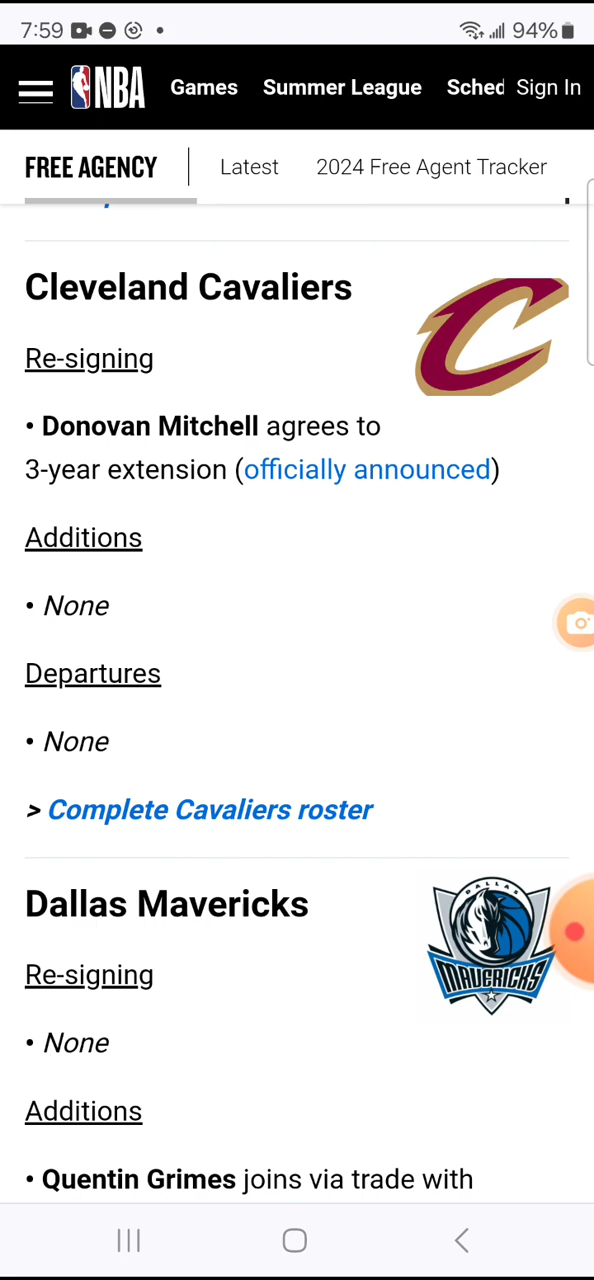 7:59 94%
NBA Games Summer League Sched Sign In
FREE AGENCY Latest 2024 Free Agent Tracker
Cleveland Cavaliers
Re-signing
• Donovan Mitchell agrees to
3-year extension (officially announced)
Additions
• None
Departures
• None
> Complete Cavaliers roster
Dallas Mavericks
DALLAS
MAVERICKS
Re-signing
• None
Additions
• Quentin Grimes joins via trade with